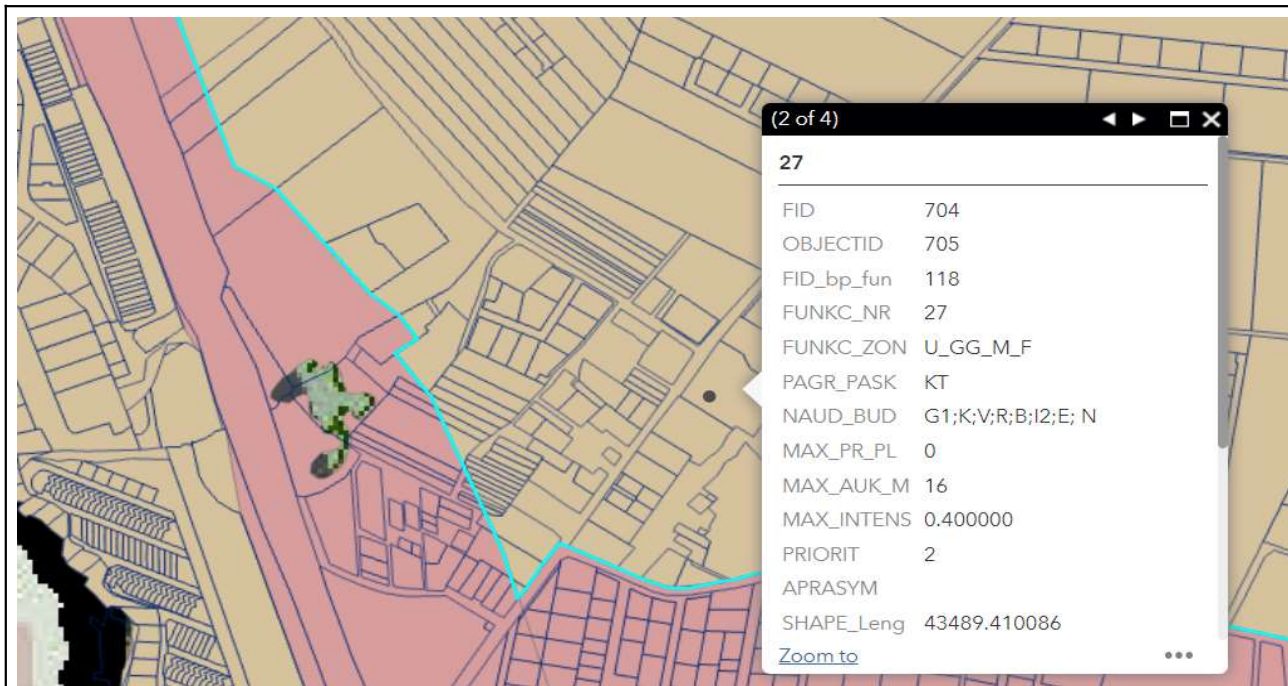 (2 of 4)
27
FID 704
OBJECTID 705
FID_bp_fun 118
FUNKC_NR 27
FUNKC_ZON U_GG_M_F
PAGR_PASK KT
NAUD_BUD G1;K;V;R;B;I2;E; N
MAX_PR_PL 0
MAX_AUK_M 16
MAX_INTENS 0.400000
PRIORIT 2
APRASYM
SHAPE_Leng 43489.410086
Zoom to